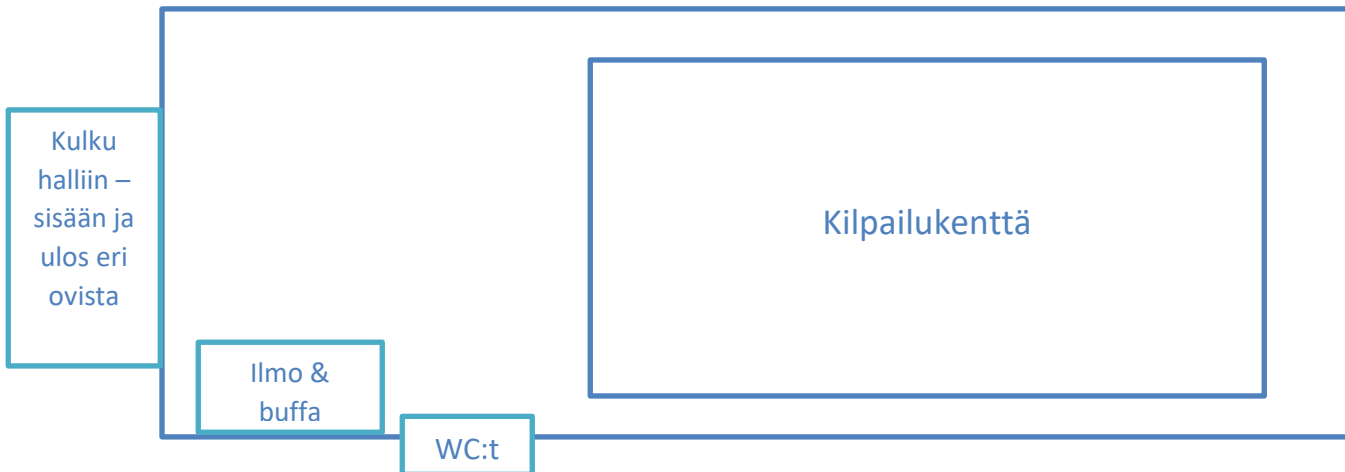 Kulku
halliin –
sisään ja
ulos eri
ovista
Kilpailukenttä
Ilmo &
buffa
WC:t